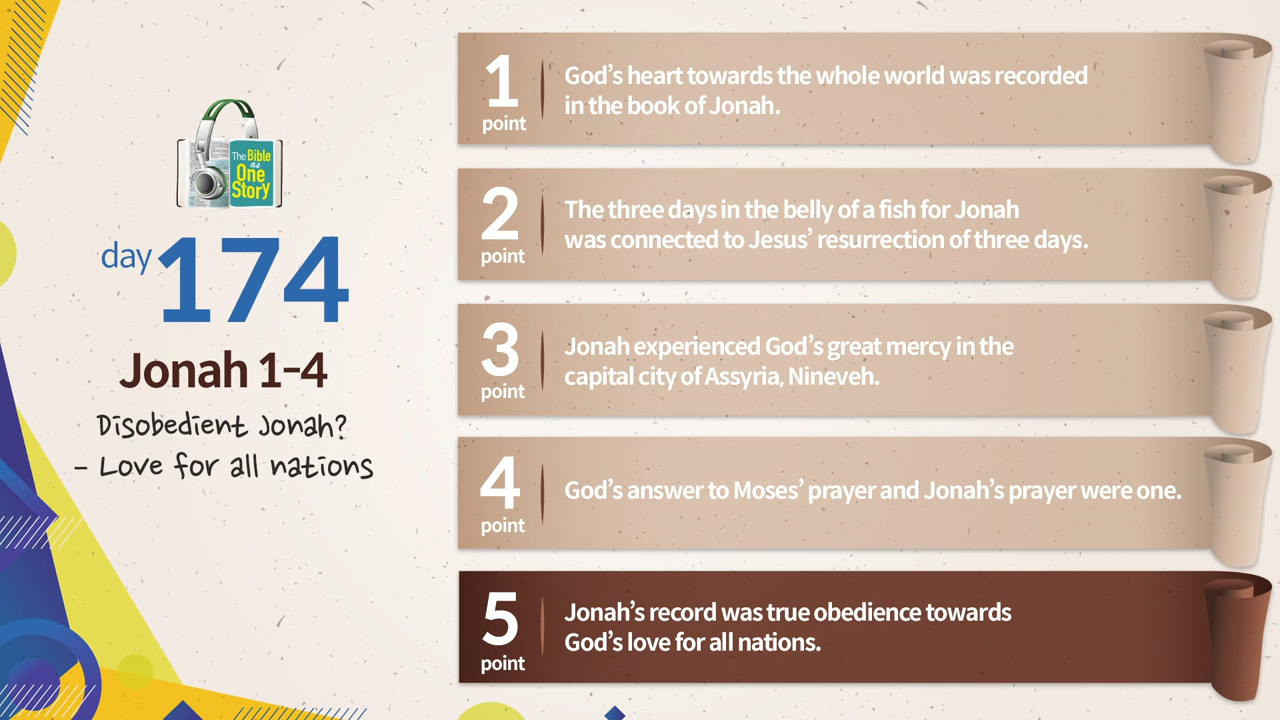 The Bible
as
One
Story
day 174
Jonah 1-4
Disobedient Jonah?
- Love for all nations
1
point
God's heart towards the whole world was recorded
in the book of Jonah.
2
point
The three days in the belly of a fish for Jonah
was connected to Jesus' resurrection of three days.
3
point
Jonah experienced God's great mercy in the
capital city of Assyria, Nineveh.
4
point
God's answer to Moses' prayer and Jonah's prayer were one.
5
point
Jonah's record was true obedience towards
God's love for all nations.